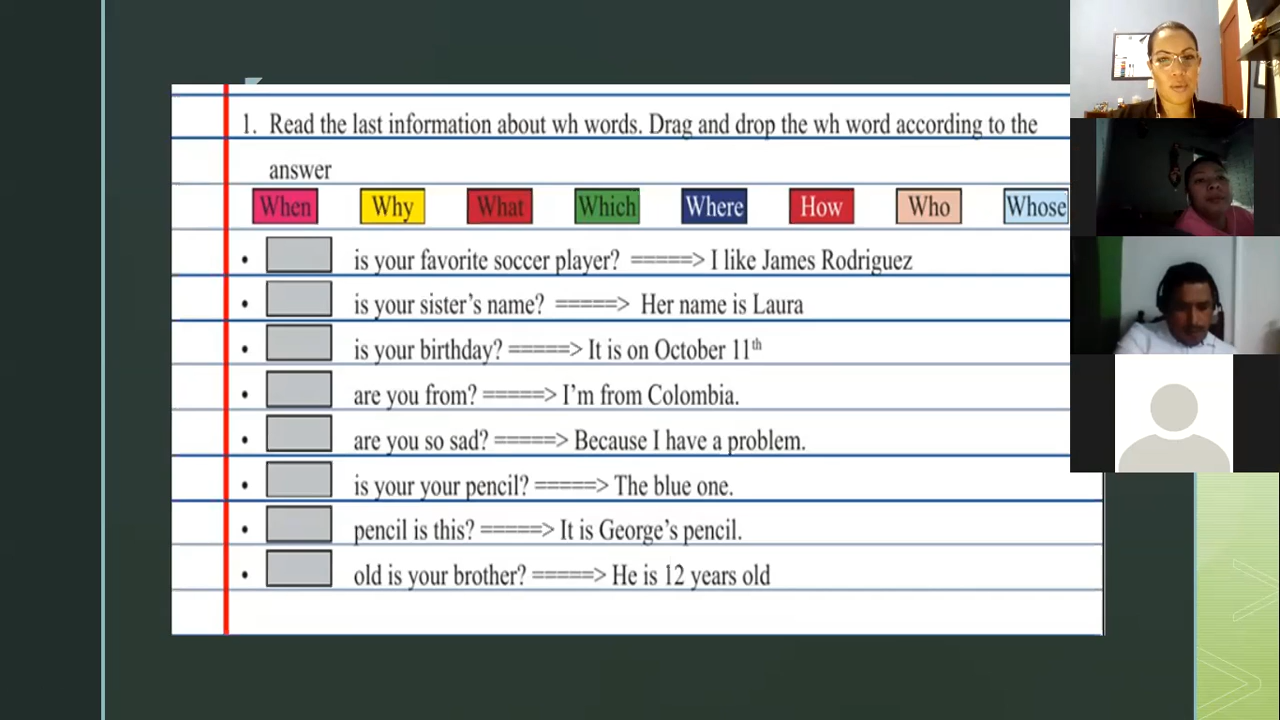 1. Read the last information about wh words. Drag and drop the wh word according to the
answer
When Why What Which Where How Who Whose
• is your favorite soccer player? =====> I like James Rodriguez
• is your sister’s name? =====> Her name is Laura
• is your birthday? =====> It is on October 11th
• are you from? =====> I’m from Colombia.
• are you so sad? =====> Because I have a problem.
• is your your pencil? =====> The blue one.
• pencil is this? =====> It is George’s pencil.
• old is your brother? =====> He is 12 years old